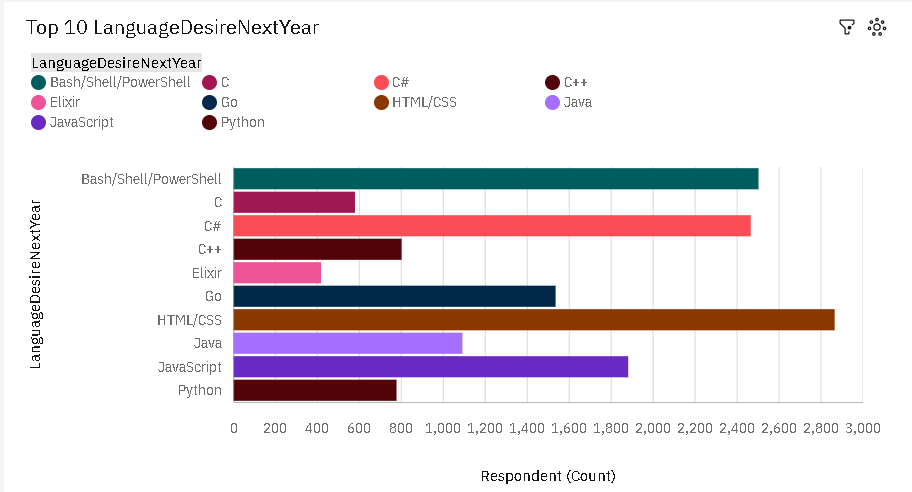 Top 10 LanguageDesireNextYear
LanguageDesireNextYear
Bash/Shell/PowerShell C C# C++
Elixir Go HTML/CSS Java
JavaScript Python
LanguageDesireNextYear
Bash/Shell/PowerShell
C
C#
C++
Elixir
Go
HTML/CSS
Java
JavaScript
Python
0 200 400 600 800 1,000 1,200 1,400 1,600 1,800 2,000 2,200 2,400 2,600 2,800 3,000
Respondent (Count)